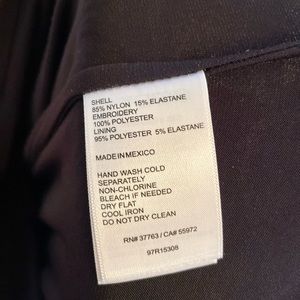 SHELL
85% NYLON 15% ELASTANE
EMBROIDERY
100% POLYESTER
LINING
95% POLYESTER 5% ELASTANE
MADE IN MEXICO
HAND WASH COLD
SEPARATELY
NON-CHLORINE
BLEACH IF NEEDED
DRY FLAT
COOL IRON
DO NOT DRY CLEAN
RN# 37763 / CA# 55972
97R15308